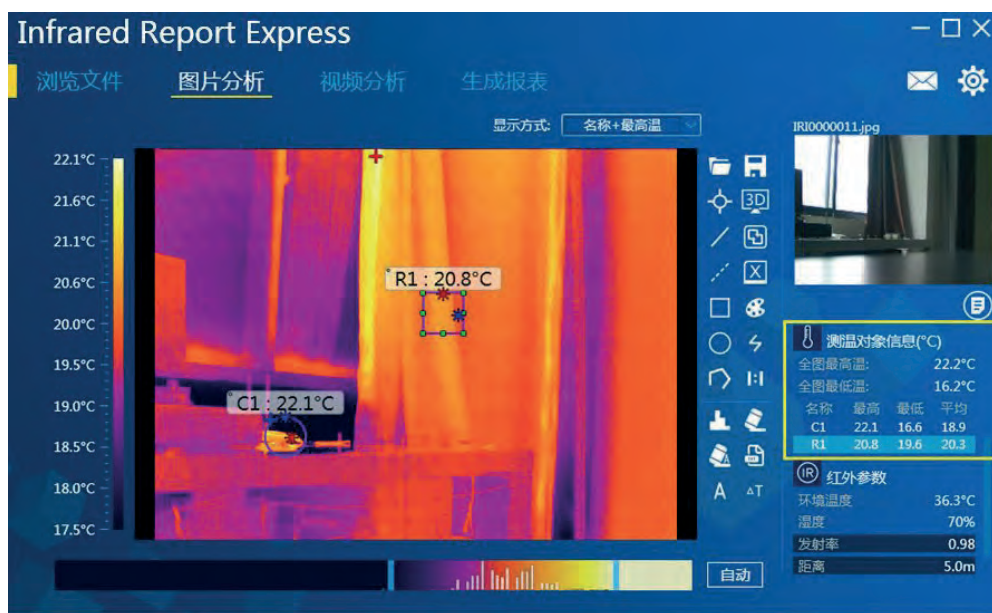 Infrared Report Express
浏览文件 图片分析 视频分析 生成报表
显示方式: 名称+最高温
IRI0000011.jpg
22.1°C
21.6°C
21.1°C
20.6°C
20.0°C
19.5°C
19.0°C
18.5°C
18.0°C
17.5°C
R1 : 20.8°C
C1 : 22.1°C
3D
X
1:1
A ΔT
自动
测温对象信息(°C)
全图最高温: 22.2°C
全图最低温: 16.2°C
名称 最高 最低 平均
C1 22.1 16.6 18.9
R1 20.8 19.6 20.3
IR 红外参数
环境温度 36.3°C
湿度 70%
发射率 0.98
距离 5.0m